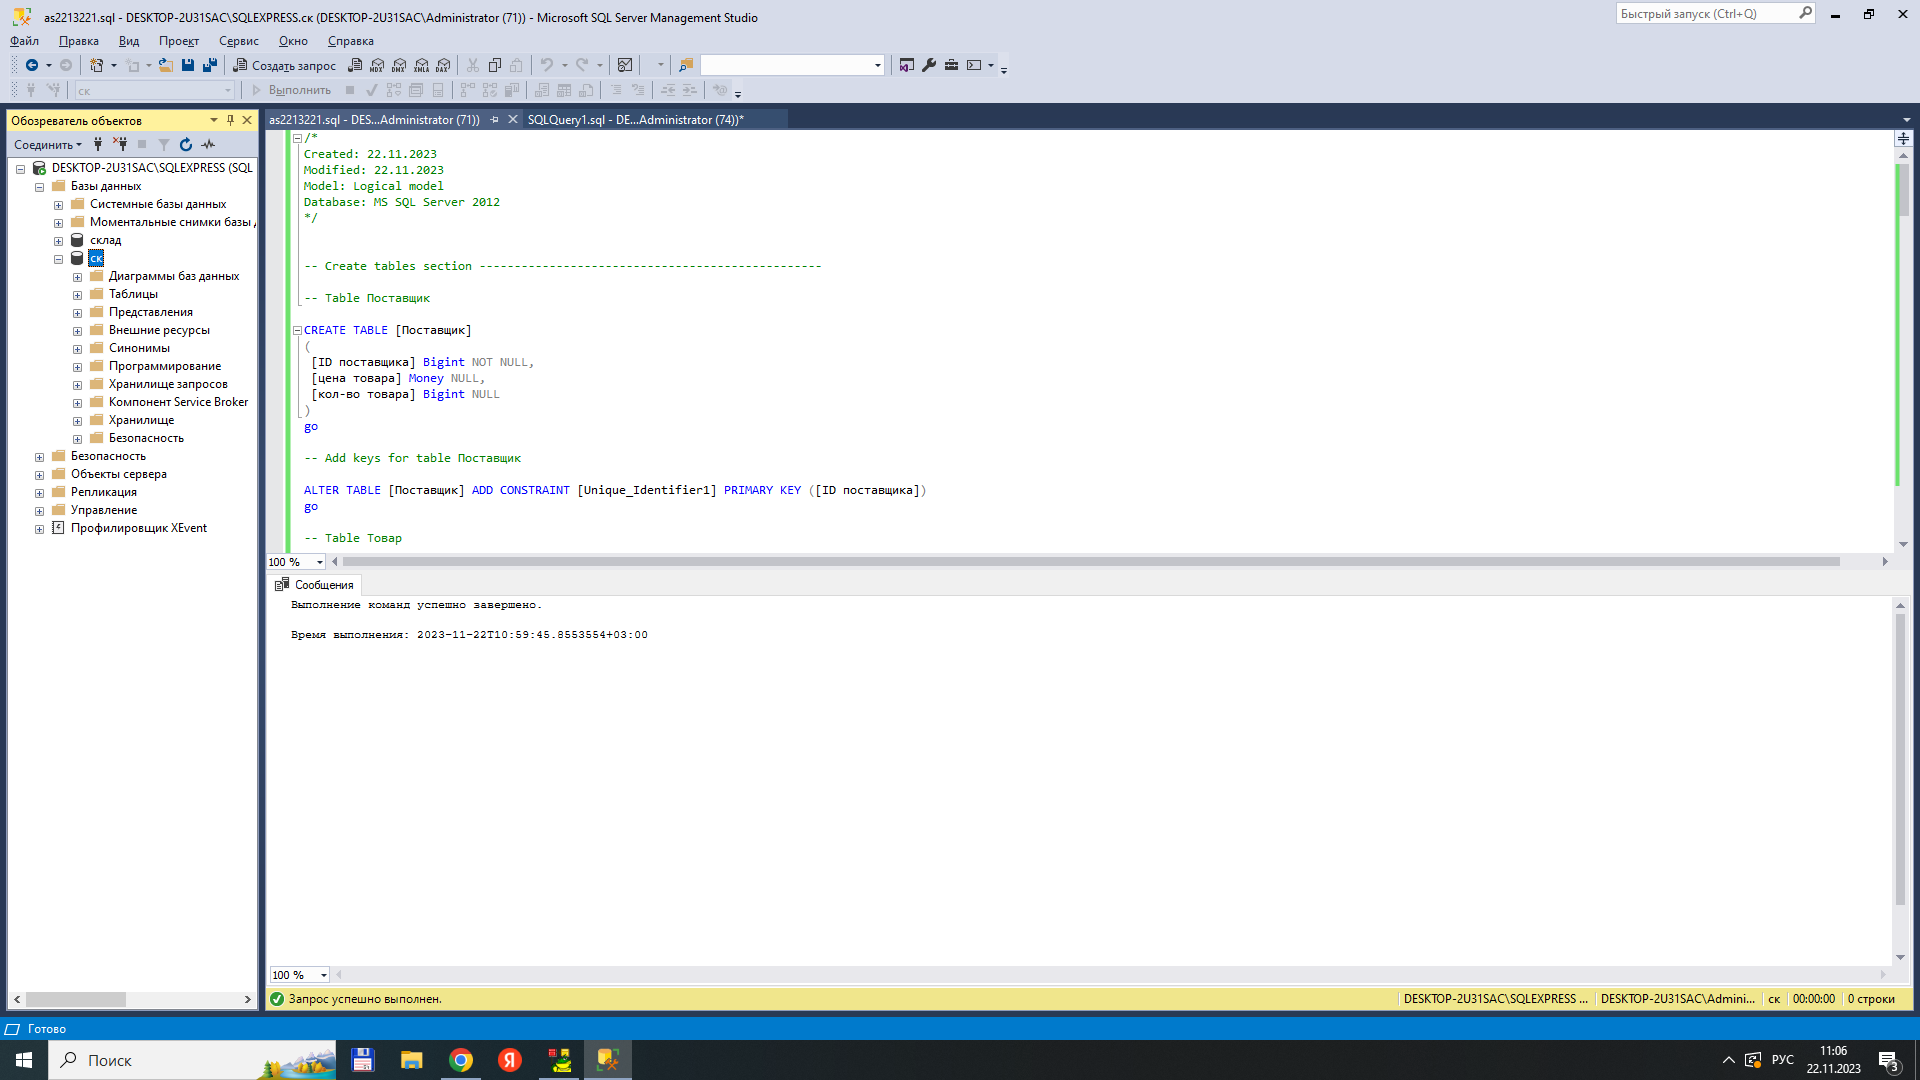 as2213221.sql - DESKTOP-2U31SAC\SQLEXPRESS.ск (DESKTOP-2U31SAC\Administrator (71)) - Microsoft SQL Server Management Studio
Быстрый запуск (Ctrl+Q)
Файл Правка Вид Проект Сервис Окно Справка
Создать запрос MDX DMX XMLA DAX
ск Выполнить
Обозреватель объектов
as2213221.sql - DES...Administrator (71))
SQLQuery1.sql - DE...Administrator (74))*
Соединить
DESKTOP-2U31SAC\SQLEXPRESS (SQL
Базы данных
Системные базы данных
Моментальные снимки базы
склад
ск
Диаграммы баз данных
Таблицы
Представления
Внешние ресурсы
Синонимы
Программирование
Хранилище запросов
Компонент Service Broker
Хранилище
Безопасность
Безопасность
Объекты сервера
Репликация
Управление
Профилировщик XEvent
/*
Created: 22.11.2023
Modified: 22.11.2023
Model: Logical model
Database: MS SQL Server 2012
*/
-- Create tables section -------------------------------------------------
-- Table Поставщик
CREATE TABLE [Поставщик]
(
[ID поставщика] Bigint NOT NULL,
[цена товара] Money NULL,
[кол-во товара] Bigint NULL
)
go
-- Add keys for table Поставщик
ALTER TABLE [Поставщик] ADD CONSTRAINT [Unique_Identifier1] PRIMARY KEY ([ID поставщика])
go
-- Table Товар
100 %
Сообщения
Выполнение команд успешно завершено.
Время выполнения: 2023-11-22T10:59:45.8553554+03:00
100 %
Запрос успешно выполнен.
DESKTOP-2U31SAC\SQLEXPRESS ...
DESKTOP-2U31SAC\Admini...
ск
00:00:00
0 строки
Готово
Поиск
Я
РУС
11:06
22.11.2023
3